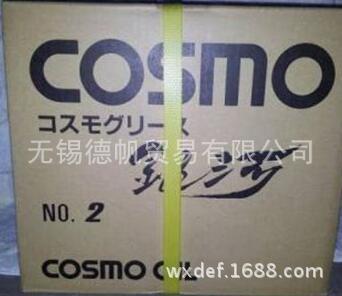 COSMO
コスモグリース
无锡德帆贸易有限公司
NO. 2
COSMO OIL
wxdef.1688.com